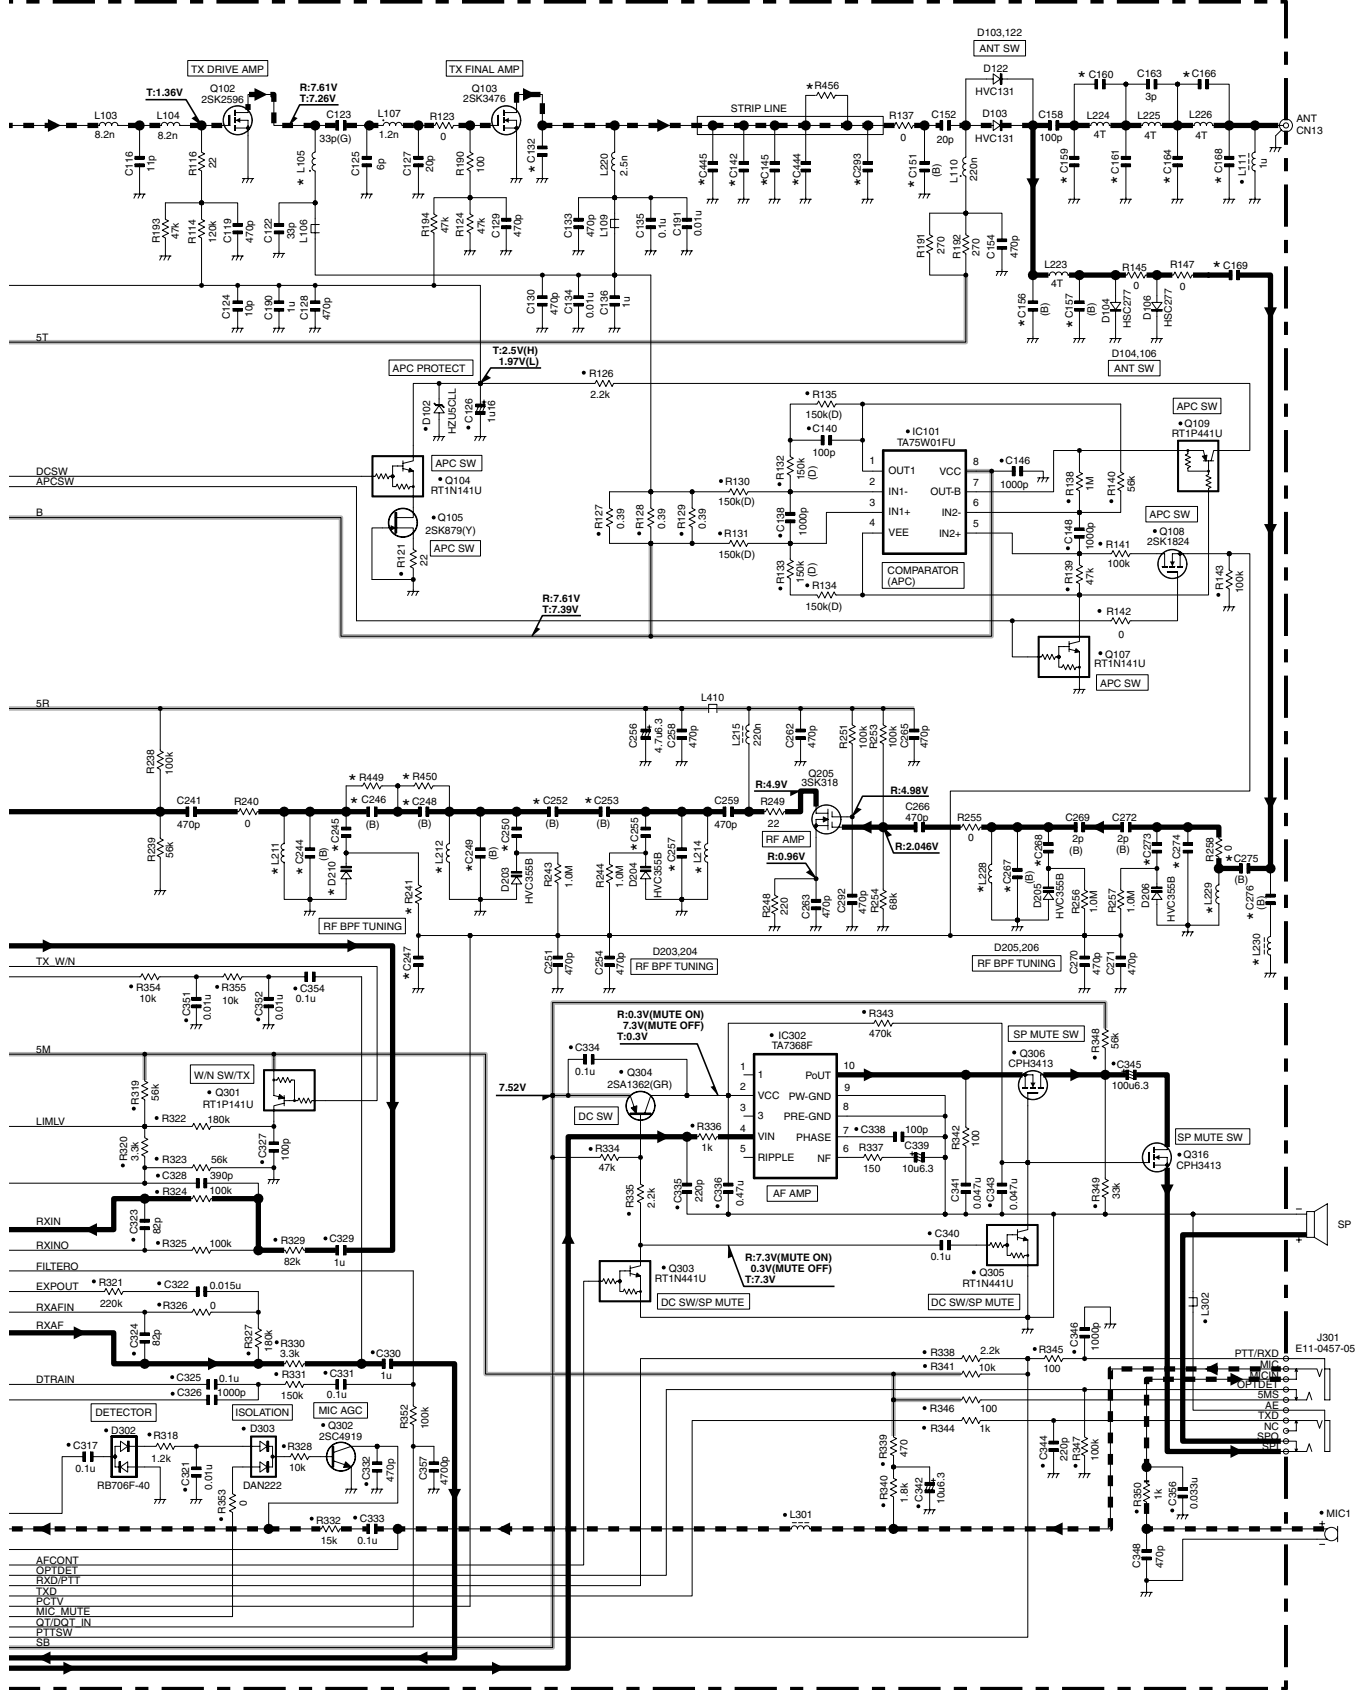 D103,122
ANT SW
D122
HVC131
TX DRIVE AMP
Q102
2SK2596
T:1.36V
R:7.61V
T:7.26V
TX FINAL AMP
Q103
2SK3476
STRIP LINE
* R456
* C160
C163
3p
* C166
L103
8.2n
L104
8.2n
C123
33p(G)
L107
1.2n
R123
0
R137
0
C152
20p
D103
HVC131
C158
100p
L224
4T
L225
4T
L226
4T
ANT
CN13
C116
11p
R116
22
* L105
C125
6p
C127
20p
R190
100
* C132
L220
2.5n
* C445
* C142
* C145
* C444
* C293
* C151
(B)
L110
220n
* C159
* C161
* C164
* C168
• L111
1u
R193
47k
R114
120k
C119
470p
C122
33p
L106
R194
47k
R124
47k
C129
470p
C133
470p
L109
C135
0.1u
C191
0.01u
R191
270
R192
270
C154
470p
L223
4T
R145
0
R147
0
* C169
C124
10p
C190
1u
C128
470p
C130
470p
C134
0.01u
C136
1u
* C156
(B)
* C157
(B)
D104
HSC277
D106
HSC277
5T
D104,106
ANT SW
APC PROTECT
T:2.5V(H)
1.97V(L)
• R126
2.2k
• D102
HZU5CLL
• C126
1u16
• R135
150k(D)
• C140
100p
• IC101
TA75W01FU
APC SW
• Q109
RT1P441U
DCSW
APCSW
APC SW
• Q104
RT1N141U
B
• Q105
2SK879(Y)
APC SW
• R121
22
• R132
150k
(D)
• R130
150k(D)
• R127
0.39
• R128
0.39
• R129
0.39
• R131
150k(D)
• C138
1000p
• R133
150k
(D)
• R134
150k(D)
1
OUT1
VCC
8
2
IN1-
OUT-B
7
3
IN1+
IN2-
6
4
VEE
IN2+
5
COMPARATOR
(APC)
• C146
1000p
• R138
1M
• R140
56k
• C148
1000p
• R141
100k
• R139
47k
APC SW
• Q108
2SK1824
• R143
100k
R:7.61V
T:7.39V
• R142
0
• Q107
RT1N141U
APC SW
5R
L410
R238
100k
C256
4.7u6.3
C258
470p
L215
220n
C262
470p
R251
100k
R253
100k
C265
470p
* R449
* R450
R:4.9V
Q205
3SK318
R:4.98V
C241
470p
R240
0
* C246
(B)
* C248
(B)
* C252
(B)
* C253
(B)
C259
470p
R249
22
RF AMP
C266
470p
R255
0
C269
2p
(B)
C272
2p
(B)
R:0.96V
R:2.046V
R239
56k
* L211
* C244
(B)
* C245
* D210
* R241
* L212
* C249
(B)
* C250
D203
HVC355B
R243
1.0M
R244
1.0M
* C255
D204
HVC355B
* C257
* L214
R248
220
C263
470p
C292
470p
R254
68k
* L228
* C267
(B)
* C268
D205
HVC355B
R256
1.0M
R257
1.0M
* C273
D206
HVC355B
* C274
R258
0
* L229
* C275
(B)
* C276
(B)
* L230
RF BPF TUNING
* C247
C251
470p
C254
470p
D203,204
RF BPF TUNING
D205,206
RF BPF TUNING
C270
470p
C271
470p
TX_W/N
• R354
10k
• C351
0.01u
• R355
10k
• C352
0.01u
• C354
0.1u
5M
R:0.3V(MUTE ON)
7.3V(MUTE OFF)
T:0.3V
• R343
470k
• IC302
TA7368F
SP MUTE SW
• Q306
CPH3413
• R348
56k
• C345
100u6.3
• C334
0.1u
• Q304
2SA1362(GR)
7.52V
DC SW
• R319
56k
W/N SW/TX
• Q301
RT1P141U
LIMLV
• R322
180k
• R320
3.3k
• R323
56k
• C327
100p
• C328
390p
• R324
100k
• C323
82p
RXIN
RXINO
• R325
100k
• R329
82k
• C329
1u
1
1
PoUT
10
2
VCC
PW-GND
9
3
3
PRE-GND
8
4
VIN
PHASE
7
5
RIPPLE
NF
6
AF AMP
• R336
1k
• R334
47k
• R335
2.2k
• C335
220p
• C336
0.47u
• C338
100p
• R337
150
• C339
10u6.3
• R342
100
• C341
0.047u
• C343
0.047u
• R349
33k
SP MUTE SW
• Q316
CPH3413
SP
• Q303
RT1N441U
DC SW/SP MUTE
R:7.3V(MUTE ON)
0.3V(MUTE OFF)
T:7.3V
• C340
0.1u
• Q305
RT1N441U
DC SW/SP MUTE
FILTERO
EXPOUT
• R321
220k
• C322
0.015u
RXAFIN
• R326
0
RXAF
• C324
82p
• R327
180k
• R330
3.3k
• C330
1u
DTRAIN
• C325
0.1u
• C326
1000p
• R331
150k
• C331
0.1u
• R352
100k
• L302
• C346
1000p
J301
E11-0457-05
• R338
2.2k
• R341
10k
• R345
100
• R346
100
• R344
1k
PTT/RXD
MIC
MICIN
OPTDET
5MS
AE
TXD
NC
SPO
SPI
DETECTOR
• D302
RB706F-40
• C317
0.1u
• R318
1.2k
• C321
0.01u
ISOLATION
• D303
DAN222
• R353
0
• R328
10k
MIC AGC
• Q302
2SC4919
• C332
470p
• C357
4700p
• R339
470
• R340
1.8k
• C342
10u6.3
• C344
220p
• R347
100k
• R350
1k
• C356
0.033u
• R332
15k
• C333
0.1u
• L301
C348
470p
• MIC1
AFCONT
OPTDET
RXD/PTT
TXD
PCTV
MIC_MUTE
QT/DQT_IN
PTTSW
SB